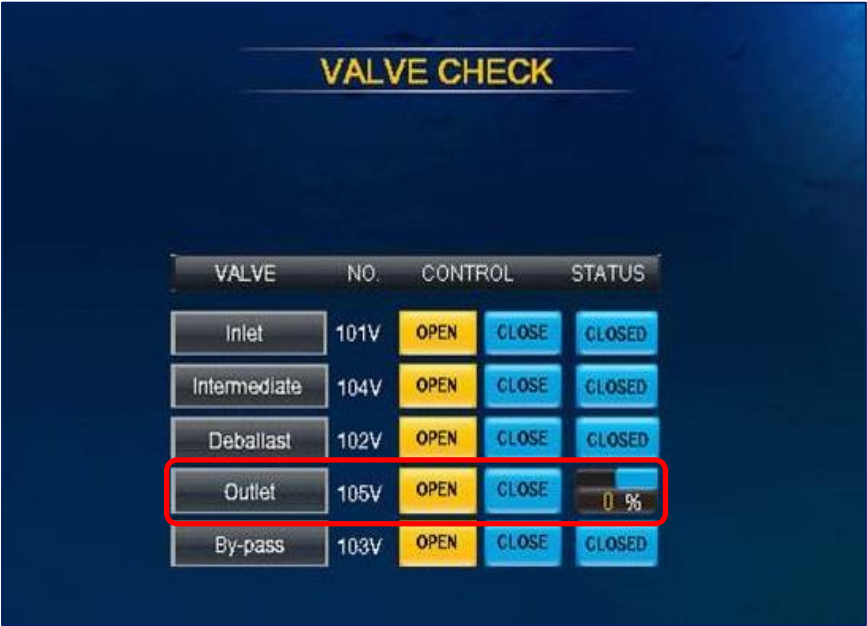 VALVE CHECK
VALVE NO. CONTROL STATUS
Inlet 101V OPEN CLOSE CLOSED
Intermediate 104V OPEN CLOSE CLOSED
Deballast 102V OPEN CLOSE CLOSED
Outlet 105V OPEN CLOSE 0 %
By-pass 103V OPEN CLOSE CLOSED